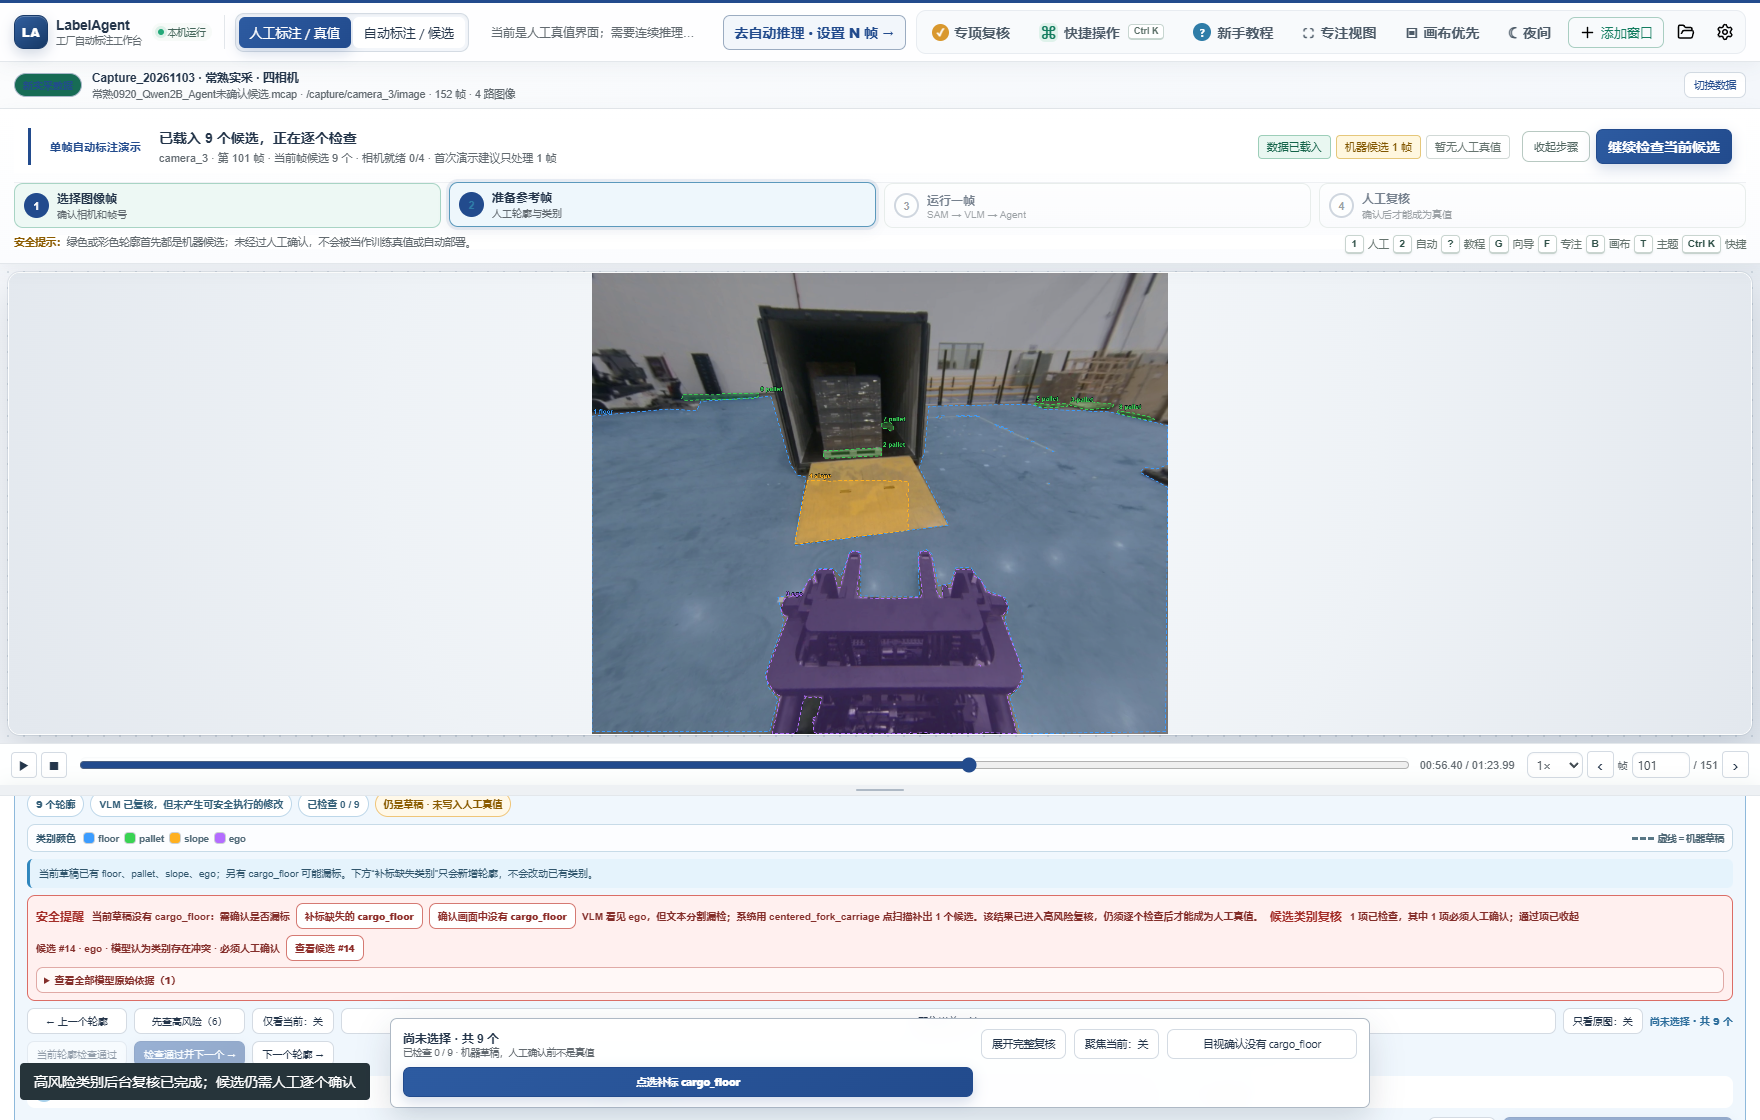 LA
LabelAgent
工厂自动标注工作台
本机运行
人工标注 / 真值
自动标注 / 候选
当前是人工真值界面；需要连续推理...
去自动推理 · 设置 N 帧 →
专项复核
快捷操作 Ctrl K
新手教程
专注视图
画布优先
夜间
添加窗口
Capture_20261103 · 常熟实采 · 四相机
常熟0920_Qwen2B_Agent未确认候选.mcap · /capture/camera_3/image · 152 帧 · 4 路图像
切换数据
单帧自动标注演示
已载入 9 个候选，正在逐个检查
camera_3 · 第 101 帧 · 当前帧候选 9 个 · 相机就绪 0/4 · 首次演示建议只处理 1 帧
数据已载入
机器候选 1 帧
暂无人工真值
收起步骤
继续检查当前候选
1 选择图像帧
确认相机和帧号
2 准备参考帧
人工轮廓与类别
3 运行一帧
SAM → VLM → Agent
4 人工复核
确认后才能成为真值
安全提示：绿色或彩色轮廓首先都是机器候选；未经过人工确认，不会被当作训练真值或自动部署。
1 人工 2 自动 ? 教程 G 向导 F 专注 B 画布 T 主题 Ctrl K 快捷
1 floor
2 pallet
00:56.40 / 01:23.99
1×
帧 101 / 151
9 个轮廓
VLM 已复核，但未产生可安全执行的修改
已检查 0 / 9
仍是草稿 · 未写入人工真值
类别颜色 floor pallet slope ego
虚线 = 机器草稿
当前草稿已有 floor、pallet、slope、ego；另有 cargo_floor 可能漏标。下方“补标缺失类别”只会新增轮廓，不会改动已有类别。
安全提醒 当前草稿没有 cargo_floor：需确认是否漏标 补标缺失的 cargo_floor 确认画面中没有 cargo_floor VLM 看见 ego，但文本分割漏检；系统用 centered_fork_carriage 点扫描补出 1 个候选。该结果已进入高风险复核，仍须逐个检查后才能成为人工真值。 候选类别复核 1 项已检查，其中 1 项必须人工确认；通过项已收起
候选 #14 · ego · 模型认为类别存在冲突 · 必须人工确认 查看候选 #14
查看全部模型原始依据（1）
← 上一个轮廓
先查高风险（6）
仅看当前：关
只看原图：关
尚未选择 · 共 9 个
当前轮廓检查通过
检查通过并下一个 →
下一个轮廓 →
尚未选择 · 共 9 个
已检查 0 / 9 · 机器草稿，人工确认前不是真值
展开完整复核
聚焦当前：关
目视确认没有 cargo_floor
点选补标 cargo_floor
高风险类别后台复核已完成；候选仍需人工逐个确认